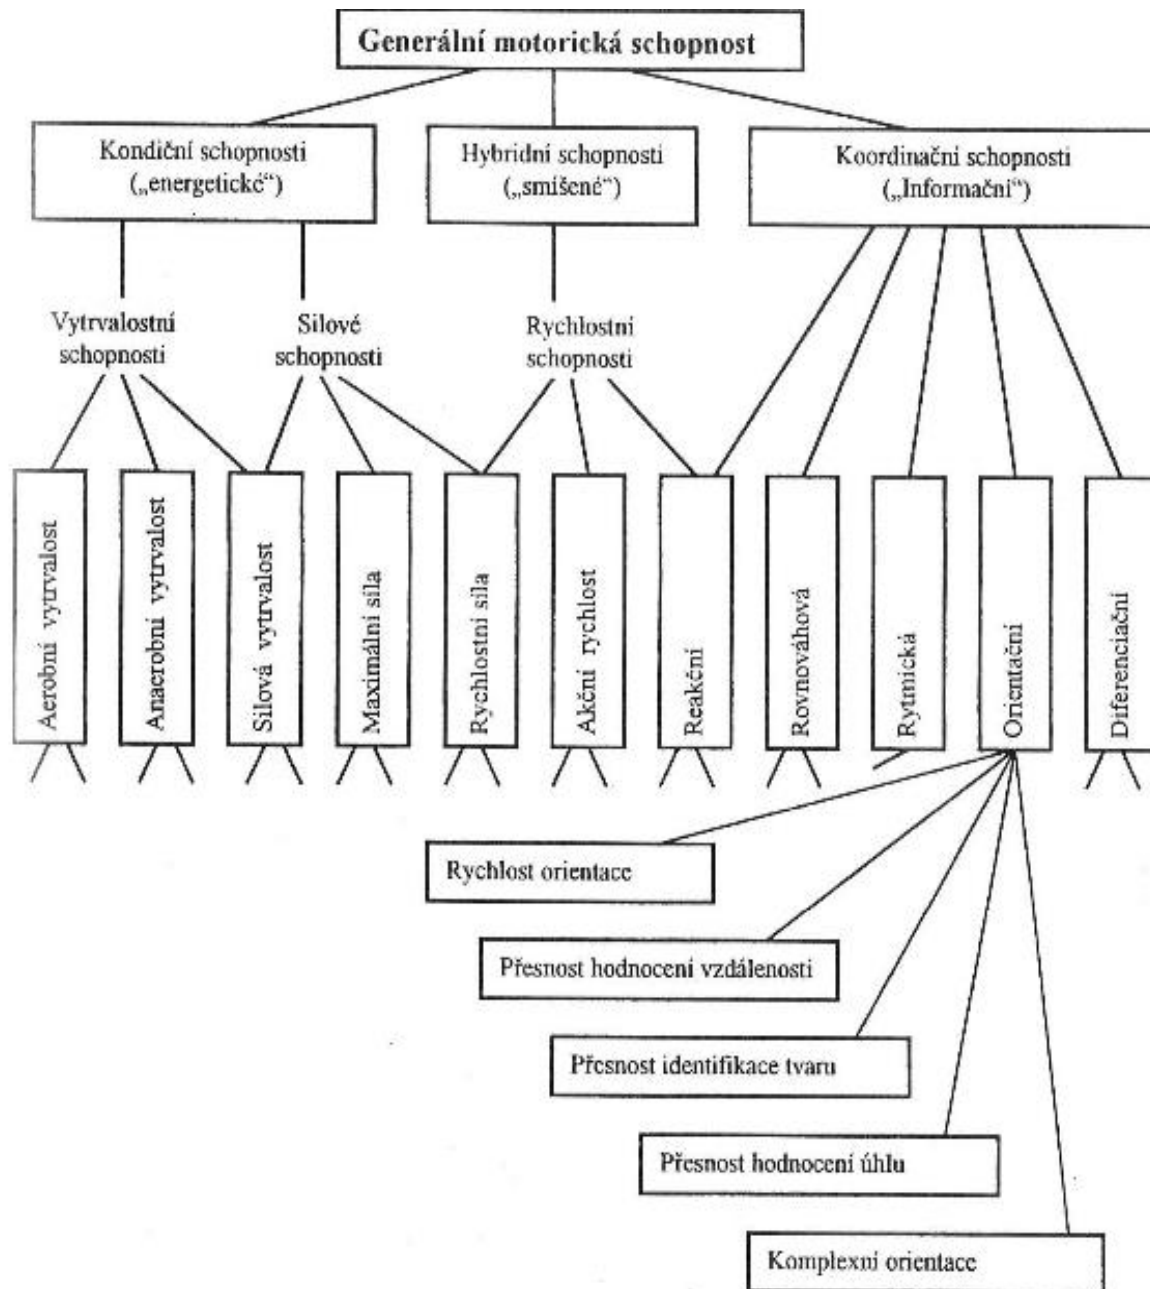 Generální motorická schopnost
Kondiční schopnosti
(„energetické“)
Hybridní schopnosti
(„smíšené“)
Koordinační schopnosti
(„Informační“)
Vytrvalostní
schopnosti
Silové
schopnosti
Rychlostní
schopnosti
Aerobní vytrvalost
Anaerobní vytrvalost
Silová vytrvalost
Maximální síla
Rychlostní síla
Akční rychlost
Reakční
Rovnováhová
Rytmická
Orientační
Diferenciační
Rychlost orientace
Přesnost hodnocení vzdálenosti
Přesnost identifikace tvaru
Přesnost hodnocení úhlu
Komplexní orientace